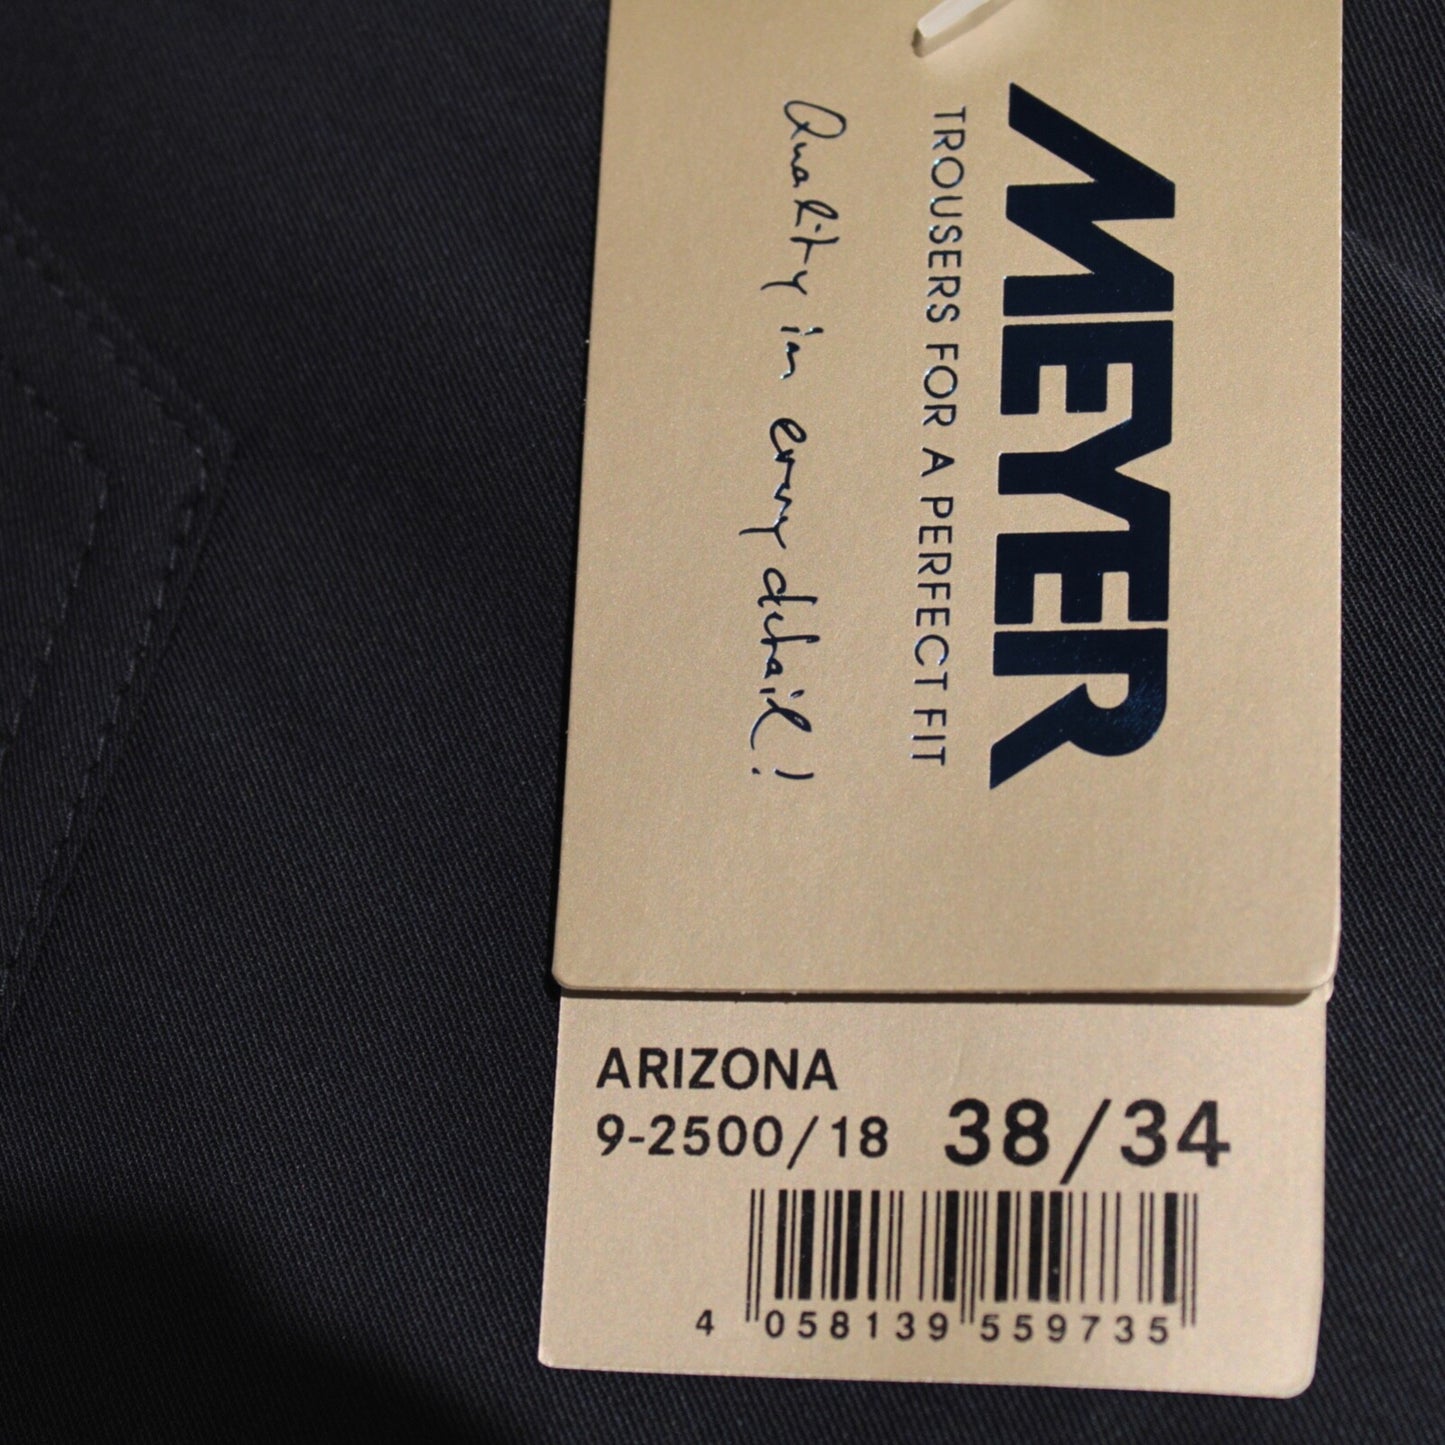 MEYER
TROUSERS FOR A PERFECT FIT
Quality in every detail!
ARIZONA
9-2500/18 38/34
4 058139 559735